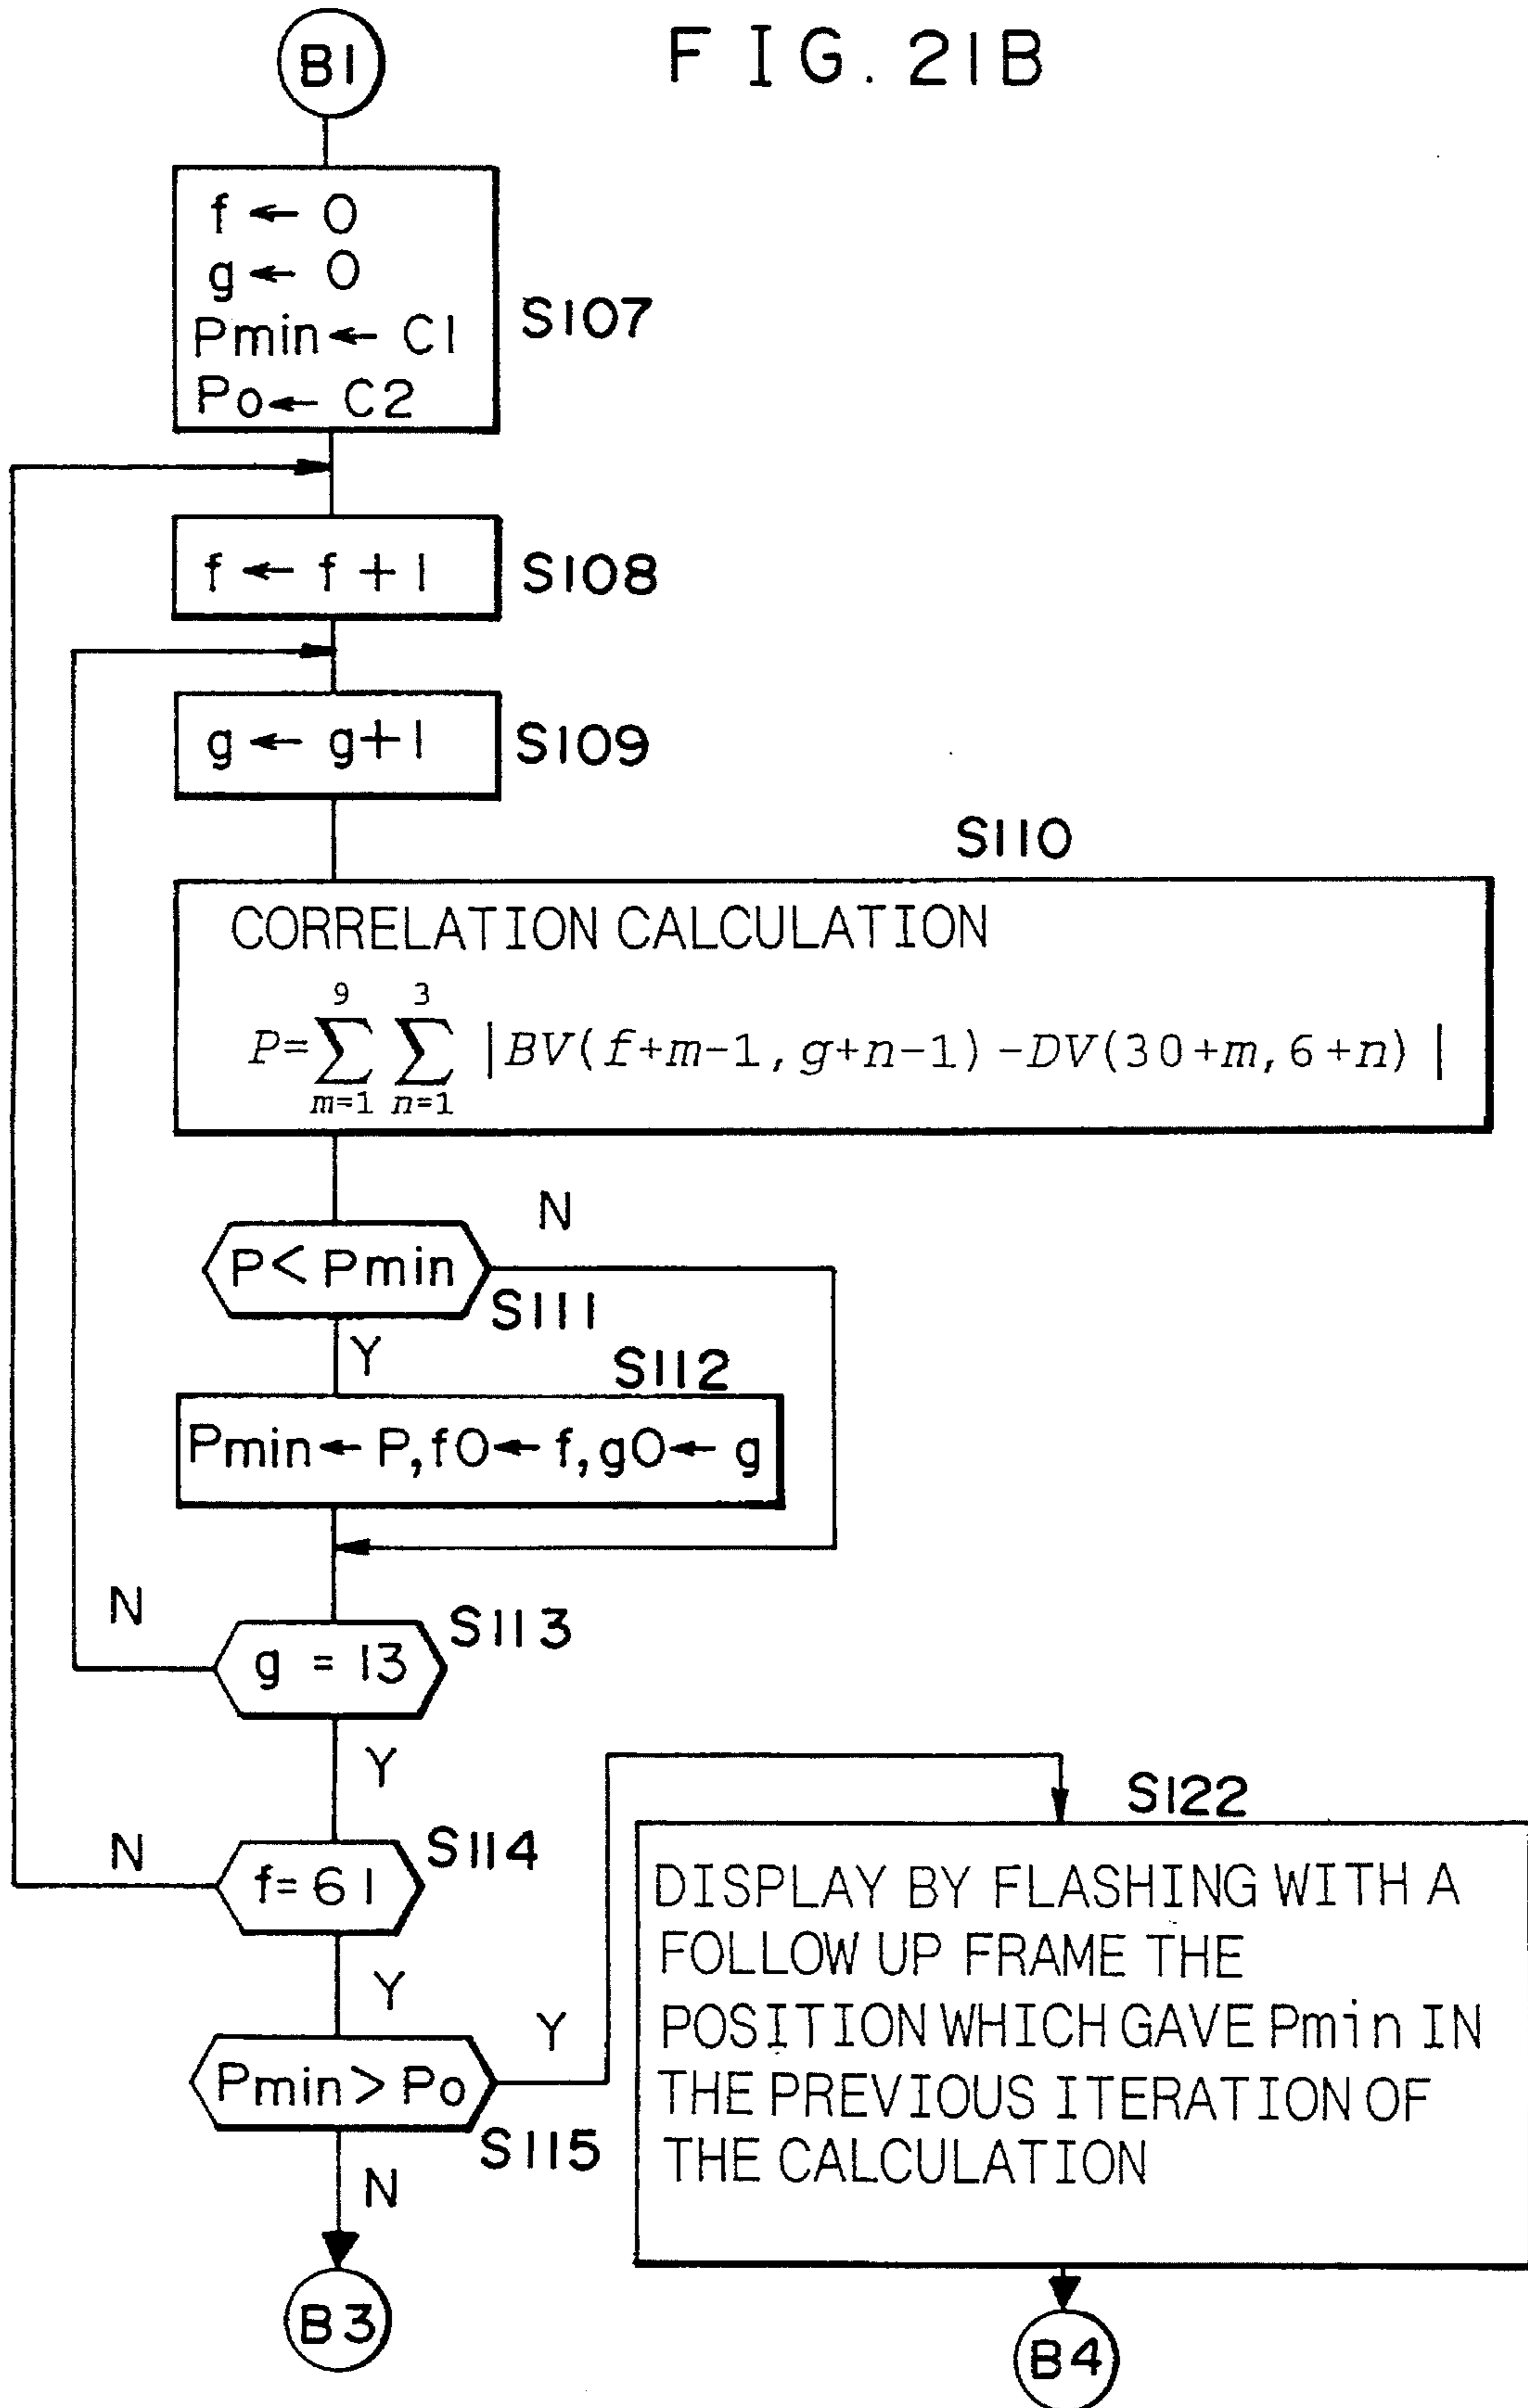 FIG. 21B
B1
f ← 0
g ← 0
Pmin ← C1
Po ← C2
S107
f ← f + 1
S108
g ← g+1
S109
S110
CORRELATION CALCULATION
P=∑_{m=1}^{9} ∑_{n=1}^{3} |BV(f+m-1, g+n-1) -DV(30+m, 6+n) |
N
P< Pmin
S111
Y
S112
Pmin ← P, f0 ← f, g0 ← g
N
S113
g = 13
Y
N
S114
f=61
Y
Y
Pmin > Po
S115
N
S122
DISPLAY BY FLASHING WITH A
FOLLOW UP FRAME THE
POSITION WHICH GAVE Pmin IN
THE PREVIOUS ITERATION OF
THE CALCULATION
B3
B4